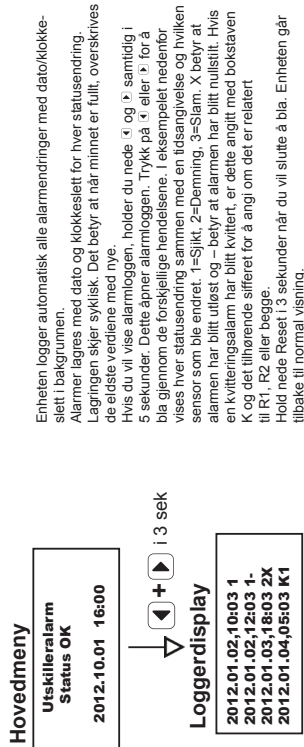 Hovedmeny
Utskilleralarm
Status OK
2012.10.01 16:00
◀ + ▶ i 3 sek
Loggerdisplay
2012.01.02,10:03 1
2012.01.02,12:03 1-
2012.01.03,18:03 2X
2012.01.04,05:03 K1
Enheten logger automatisk alle alarmendringer med dato/klokke-
slett i bakgrunnen.
Alarmer lagres med dato og klokkeslett for hver statusendring.
Lagringen skjer syklisk. Det betyr at når minnet er fullt, overskrives
de eldste verdiene med nye.
Hvis du vil vise alarmloggen, holder du nede ◀ og ▶ samtidig i
5 sekunder. Dette åpner alarmloggen. Trykk på ◀ eller ▶ for å
bla gjennom de forskjellige hendelsene. I eksempelet nedenfor
vises hver statusendring sammen med en tidsangivelse og hvilken
sensor som ble endret. 1=Sjikt, 2=Demning, 3=Slam. X betyr at
alarmen har blitt utløst og – betyr at alarmen har blitt nullstilt. Hvis
en kvitteringsalarm har blitt kvittert, er dette angitt med bokstaven
K og det tilhørende sifferet for å angi om det er relatert
til R1, R2 eller begge.
Hold nede Reset i 3 sekunder når du vil slutte å bla. Enheten går
tilbake til normal visning.